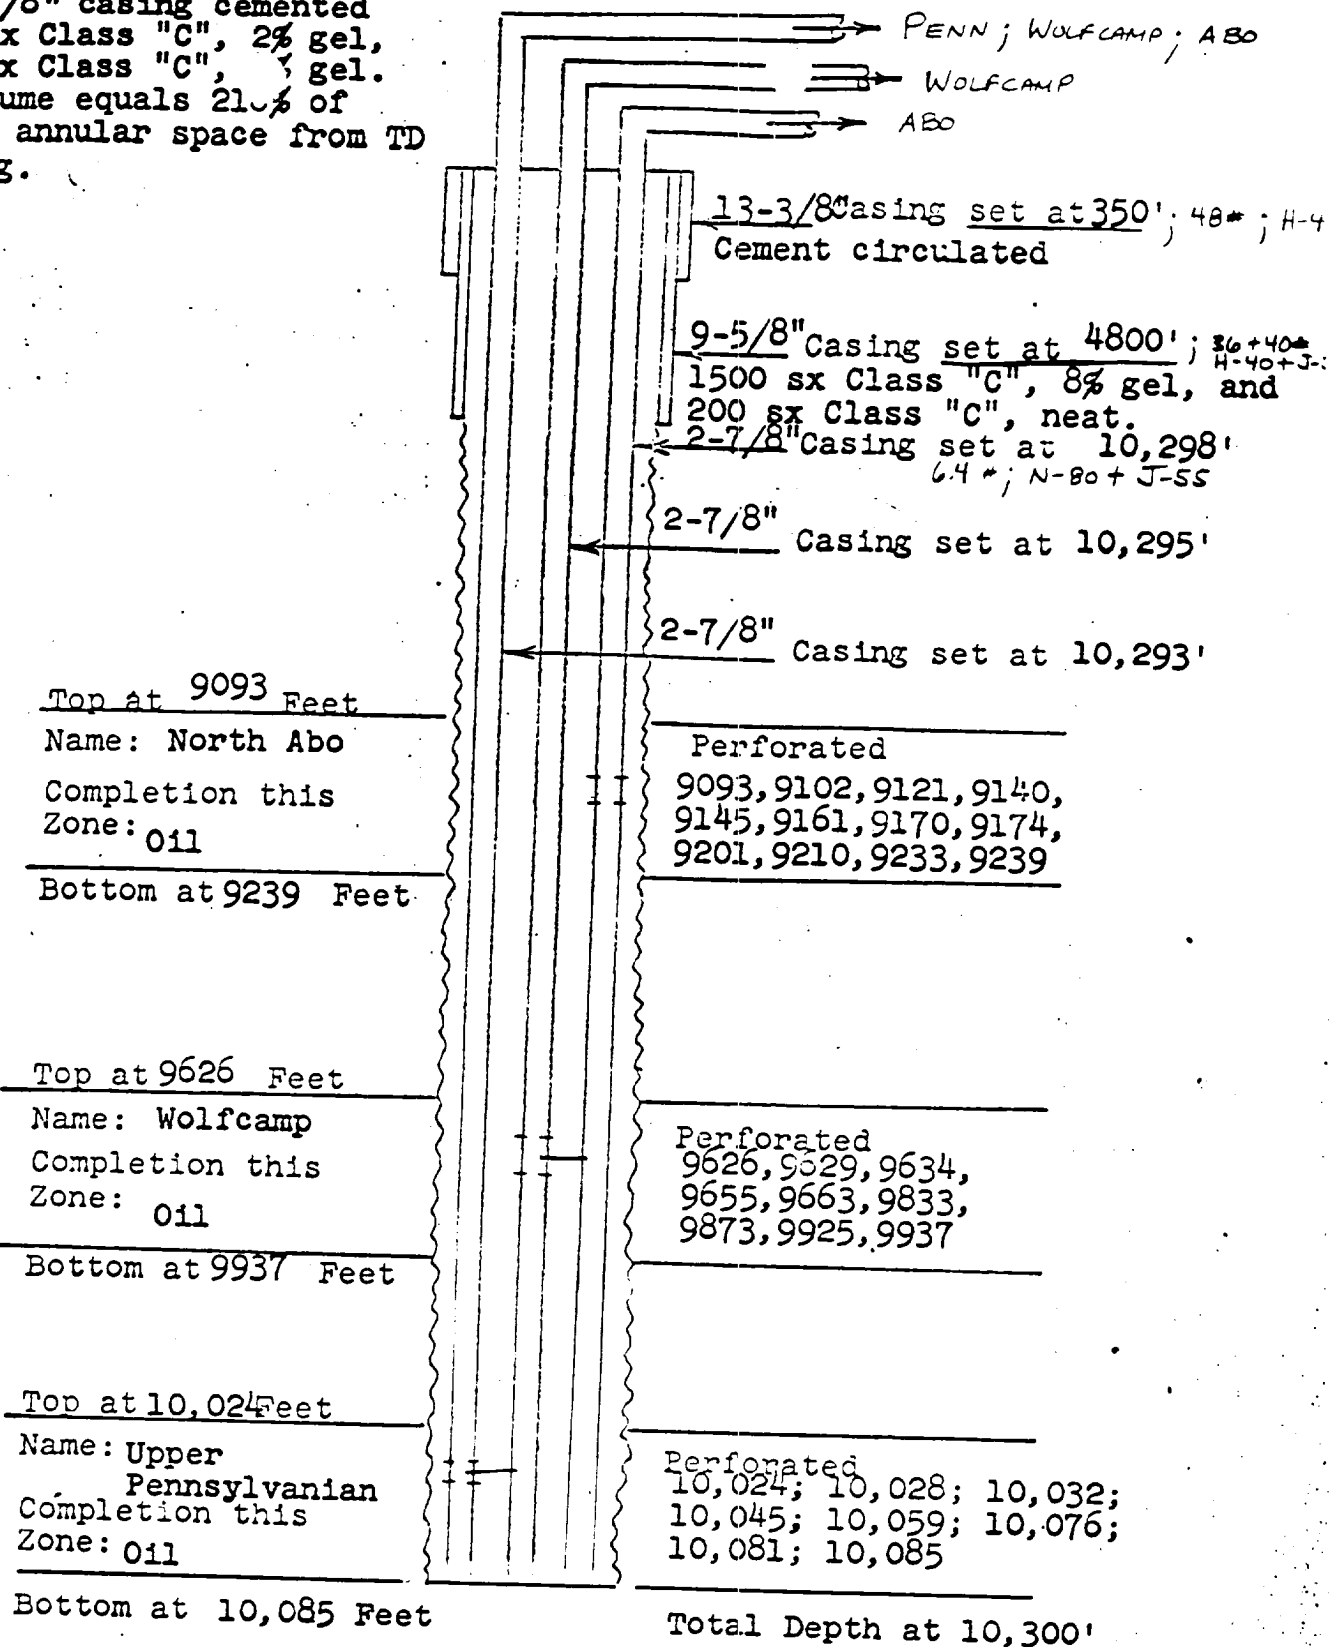 /8" casing cemented
x Class "C", 2% gel,
x Class "C", gel.
ume equals of
annular space from TD
g.
PENN; WOLFCAMP; ABO
WOLFCAMP
ABO
13-3/8" Casing set at 350'; 48#; H-4
Cement circulated
9-5/8" Casing set at 4800'; 36+40#
H-40+J-
1500 sx Class "C", 8% gel, and
200 sx Class "C", neat.
2-7/8" Casing set at 10,298'
6.4 #; N-80 + J-55
2-7/8"
Casing set at 10,295'
2-7/8"
Casing set at 10,293'
Top at 9093 Feet
Name: North Abo
Completion this
Zone: Oil
Bottom at 9239 Feet
Perforated
9093,9102,9121,9140,
9145,9161,9170,9174,
9201,9210,9233,9239
Top at 9626 Feet
Name: Wolfcamp
Completion this
Zone: Oil
Bottom at 9937 Feet
Perforated
9626,9629,9634,
9655,9663,9833,
9873,9925,9937
Top at 10,024 Feet
Name: Upper
Pennsylvanian
Completion this
Zone: Oil
Bottom at 10,085 Feet
Perforated
10,024; 10,028; 10,032;
10,045; 10,059; 10,076;
10,081; 10,085
Total Depth at 10,300'